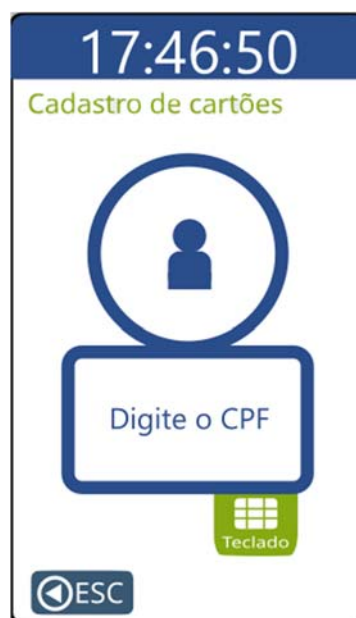 17:46:50
Cadastro de cartões
Digite o CPF
Teclado
ESC